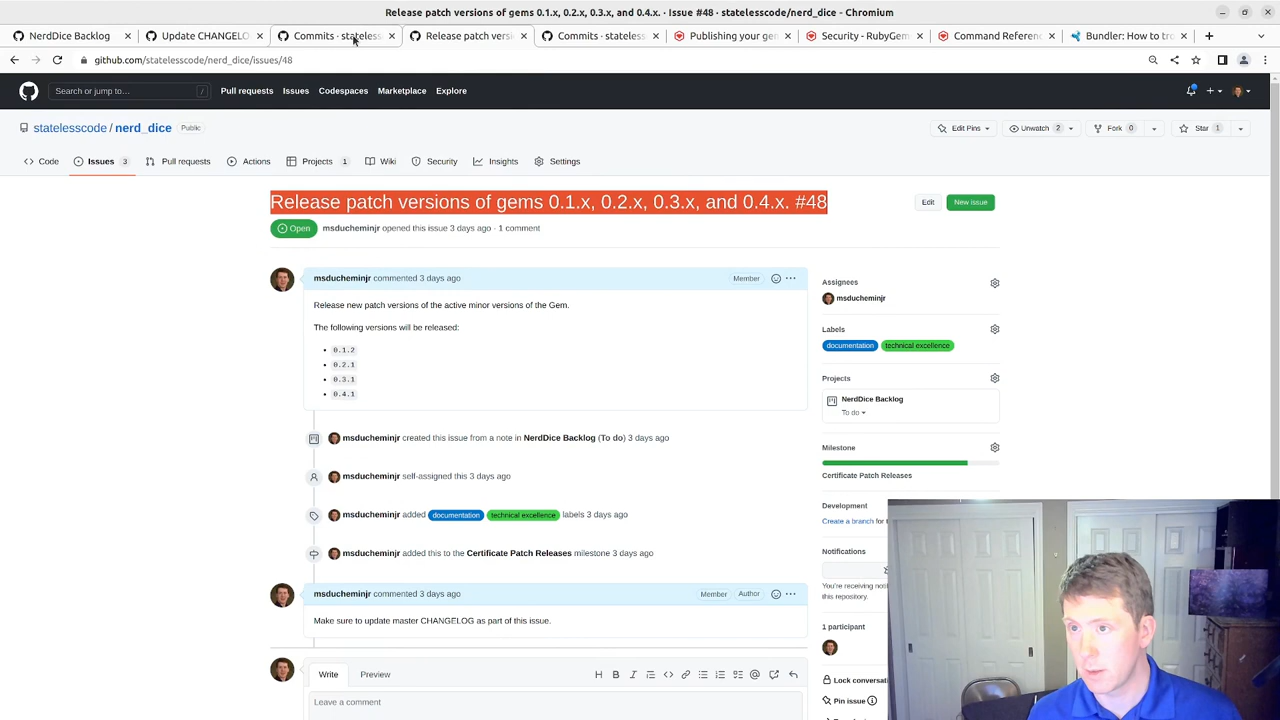 Release patch versions of gems 0.1.x, 0.2.x, 0.3.x, and 0.4.x. · Issue #48 · statelesscode/nerd_dice - Chromium
NerdDice Backlog
Update CHANGELO
Commits · stateless
Release patch versi
Commits · stateless
Publishing your gem
Security - RubyGem
Command Referenc
Bundler: How to tr
github.com/statelesscode/nerd_dice/issues/48
Search or jump to...
/
Pull requests
Issues
Codespaces
Marketplace
Explore
statelesscode / nerd_dice
Public
Edit Pins
Unwatch 2
Fork 0
Star 1
Code
Issues 3
Pull requests
Actions
Projects 1
Wiki
Security
Insights
Settings
Release patch versions of gems 0.1.x, 0.2.x, 0.3.x, and 0.4.x. #48
Edit
New issue
Open
msducheminjr opened this issue 3 days ago · 1 comment
msducheminjr commented 3 days ago
Member
Release new patch versions of the active minor versions of the Gem.
The following versions will be released:
• 0.1.2
• 0.2.1
• 0.3.1
• 0.4.1
msducheminjr created this issue from a note in NerdDice Backlog (To do) 3 days ago
msducheminjr self-assigned this 3 days ago
msducheminjr added documentation technical excellence labels 3 days ago
msducheminjr added this to the Certificate Patch Releases milestone 3 days ago
msducheminjr commented 3 days ago
Member
Author
Make sure to update master CHANGELOG as part of this issue.
Write
Preview
H B I
Leave a comment
Assignees
msducheminjr
Labels
documentation
technical excellence
Projects
NerdDice Backlog
To do
Milestone
Certificate Patch Releases
Development
Create a branch for t
Notifications
You're receiving noti
this repository.
1 participant
Lock conversati
Pin issue